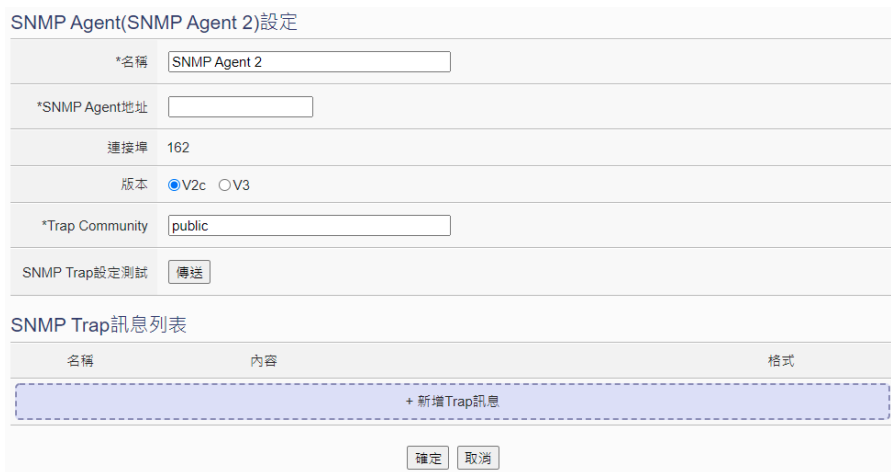 SNMP Agent(SNMP Agent 2)設定
*名稱 SNMP Agent 2
*SNMP Agent地址
連接埠 162
版本 V2c V3
*Trap Community public
SNMP Trap設定測試 傳送
SNMP Trap訊息列表
名稱 內容 格式
+ 新增Trap訊息
確定 取消